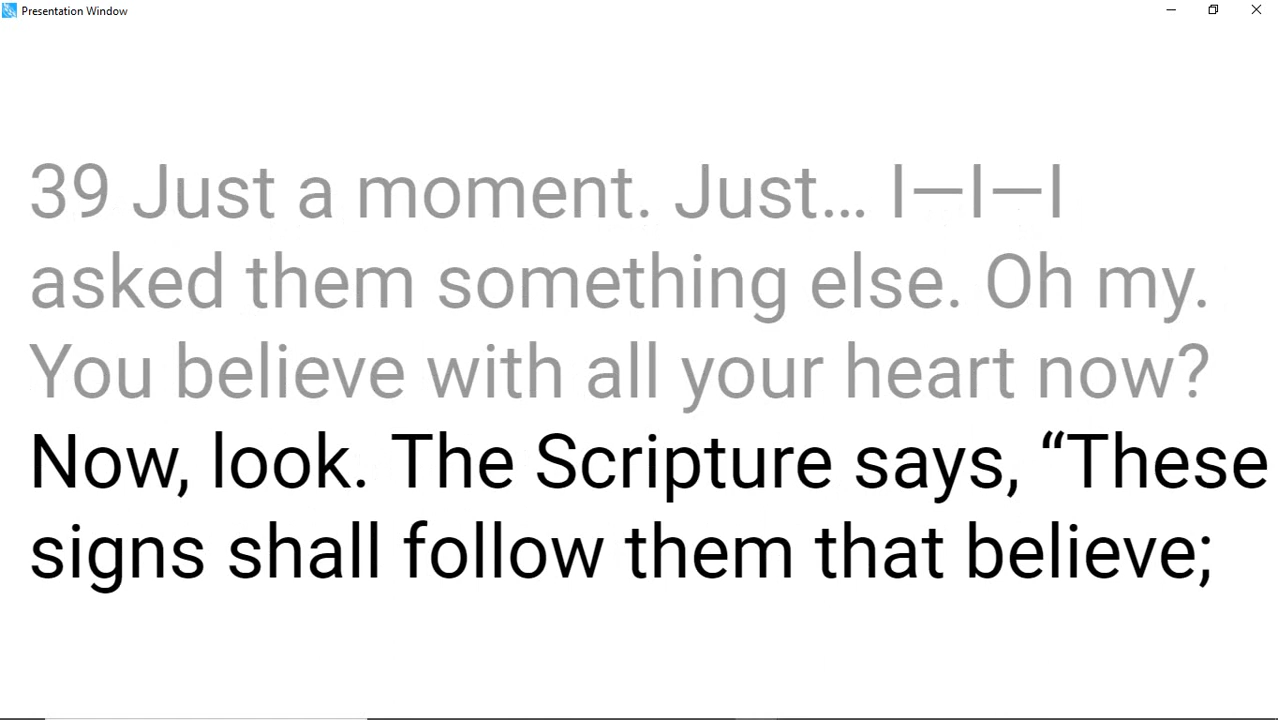 Presentation Window
39 Just a moment. Just… I—I—I
asked them something else. Oh my.
You believe with all your heart now?
Now, look. The Scripture says, “These
signs shall follow them that believe;